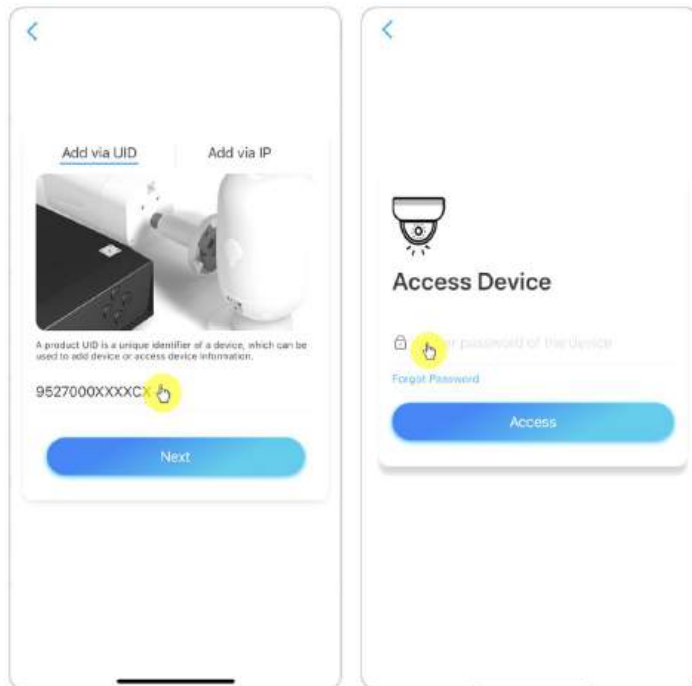 Add via UID
Add via IP
A product UID is a unique identifier of a device, which can be
used to add device or access device information.
9527000XXXXCX
Next
Access Device
password of the device
Forgot Password
Access